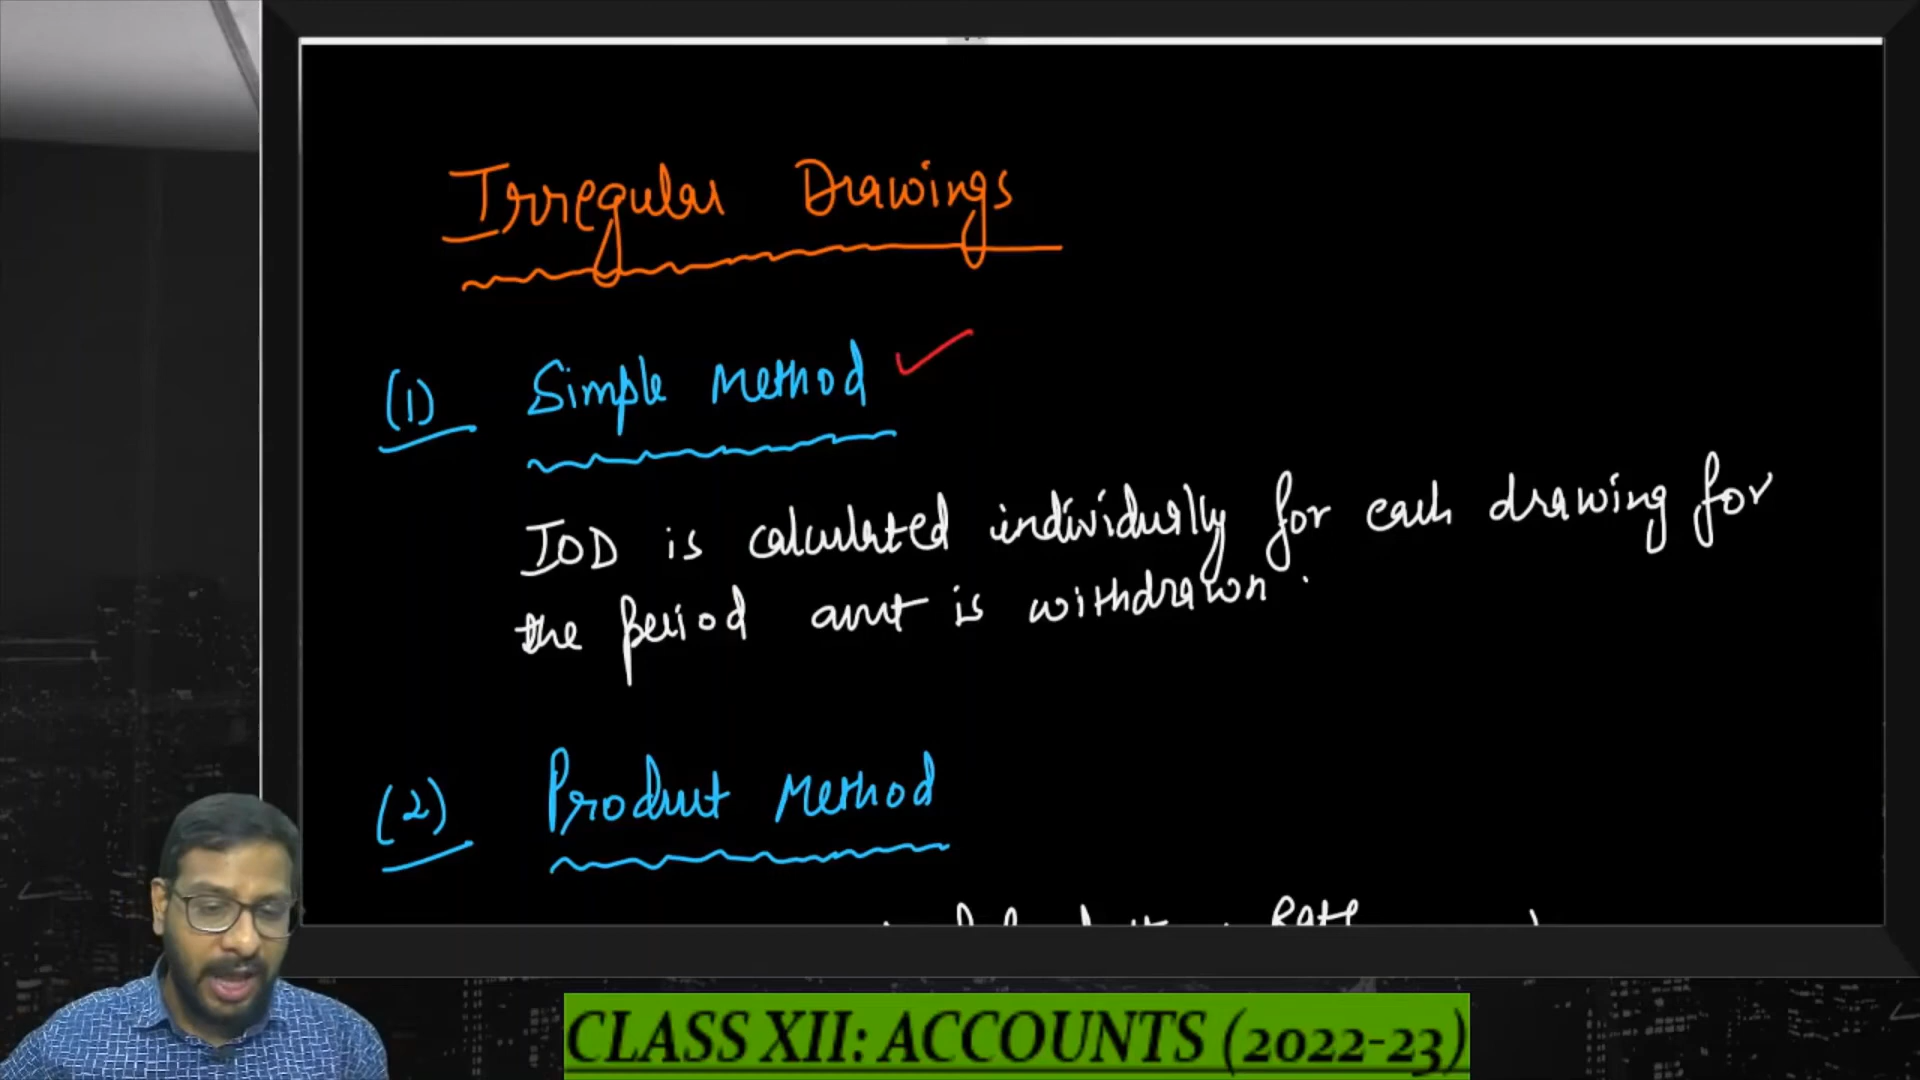 Irregular Drawings
(1) Simple Method
IOD is calculated individually for each drawing for
the period amt is withdrawn.
(2) Product Method
Rate
CLASS XII: ACCOUNTS (2022-23)